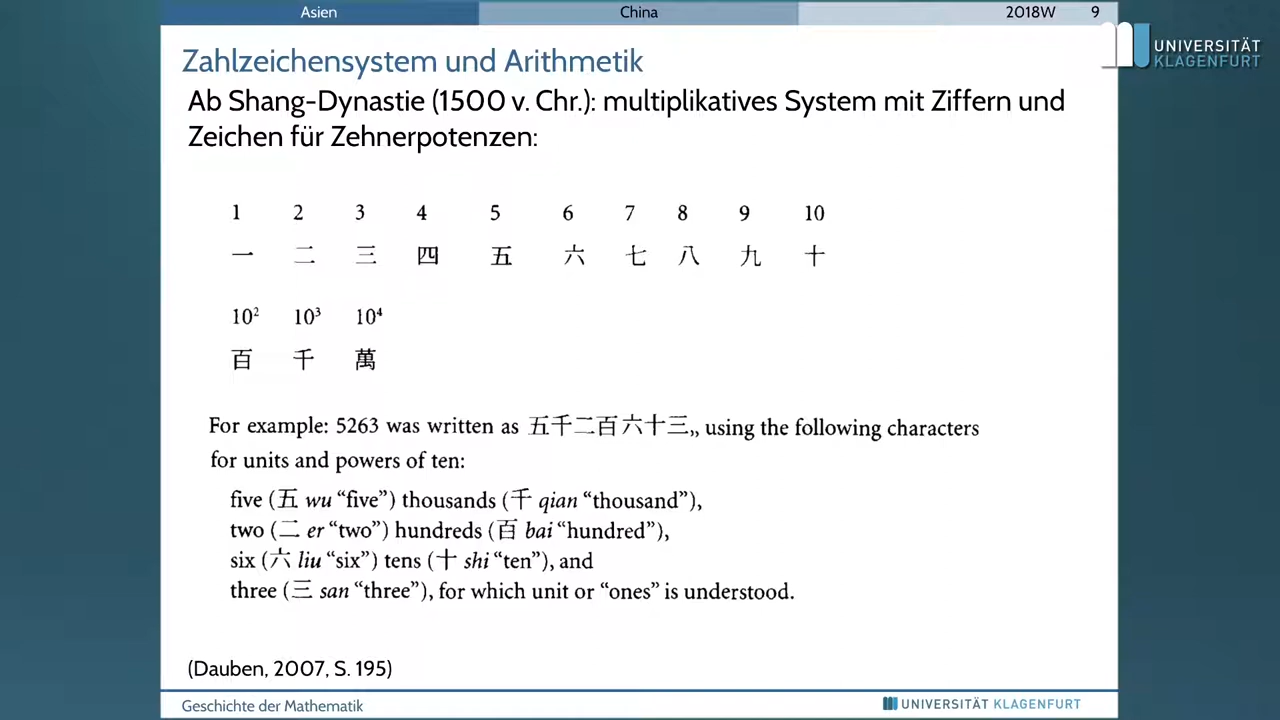 Asien China 2018W 9
UNIVERSITÄT
KLAGENFURT
Zahlzeichensystem und Arithmetik
Ab Shang-Dynastie (1500 v. Chr.): multiplikatives System mit Ziffern und
Zeichen für Zehnerpotenzen:
1 2 3 4 5 6 7 8 9 10
一 二 三 四 五 六 七 八 九 十
10² 10³ 10⁴
百 千 萬
For example: 5263 was written as 五千二百六十三,, using the following characters
for units and powers of ten:
five (五 wu “five”) thousands (千 qian “thousand”),
two (二 er “two”) hundreds (百 bai “hundred”),
six (六 liu “six”) tens (十 shi “ten”), and
three (三 san “three”), for which unit or “ones” is understood.
(Dauben, 2007, S. 195)
Geschichte der Mathematik UNIVERSITÄT KLAGENFURT